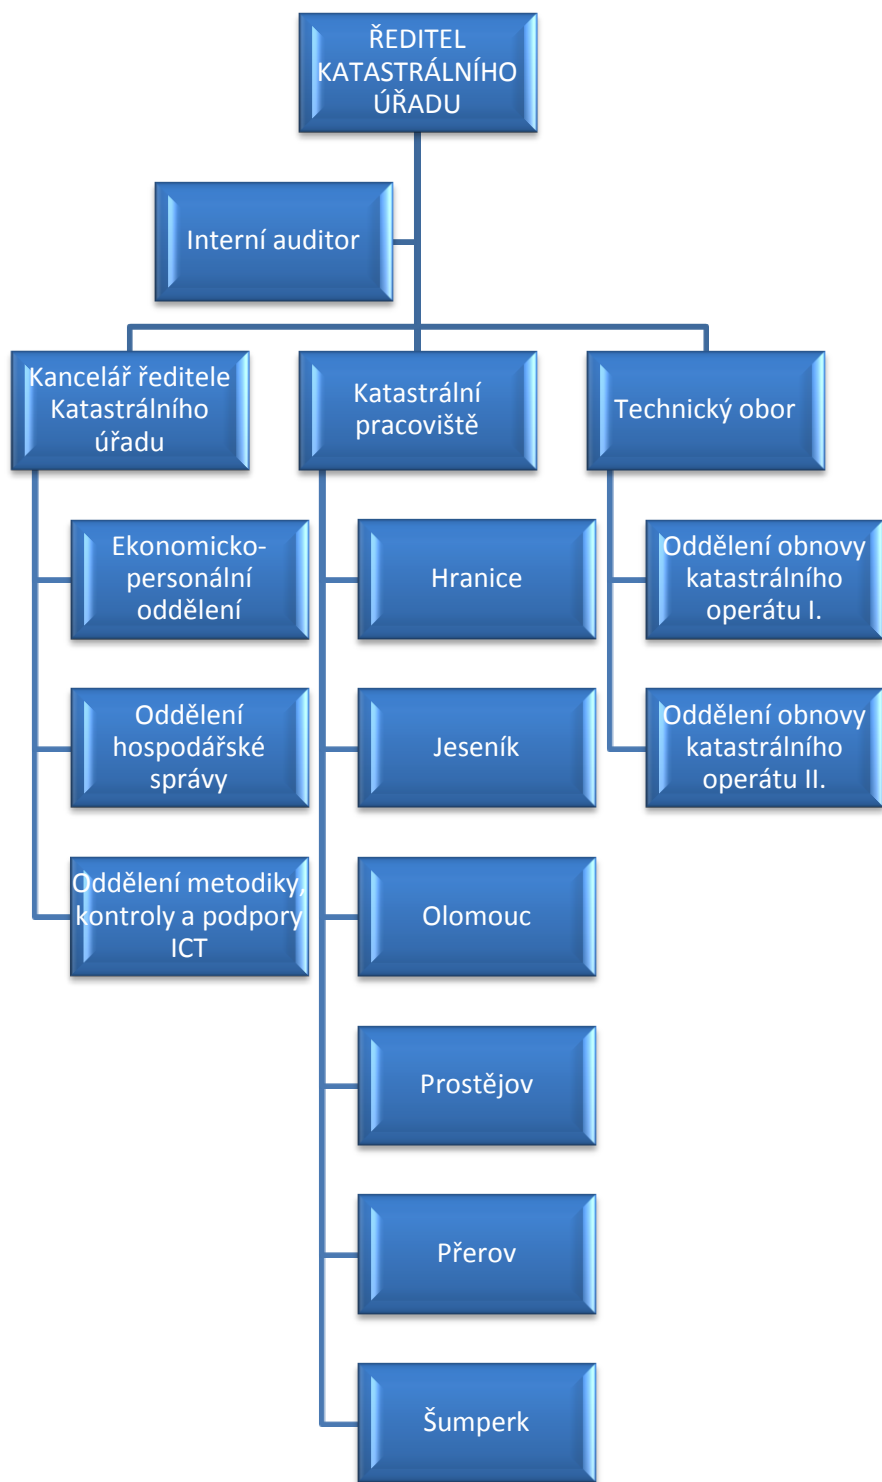 ŘEDITEL
KATASTRÁLNÍHO
ÚŘADU
Interní auditor
Kancelář ředitele
Katastrálního
úřadu
Katastrální
pracoviště
Technický obor
Ekonomicko-
personální
oddělení
Oddělení
hospodářské
správy
Oddělení metodiky,
kontroly a podpory
ICT
Hranice
Jeseník
Olomouc
Prostějov
Přerov
Šumperk
Oddělení obnovy
katastrálního
operátu I.
Oddělení obnovy
katastrálního
operátu II.